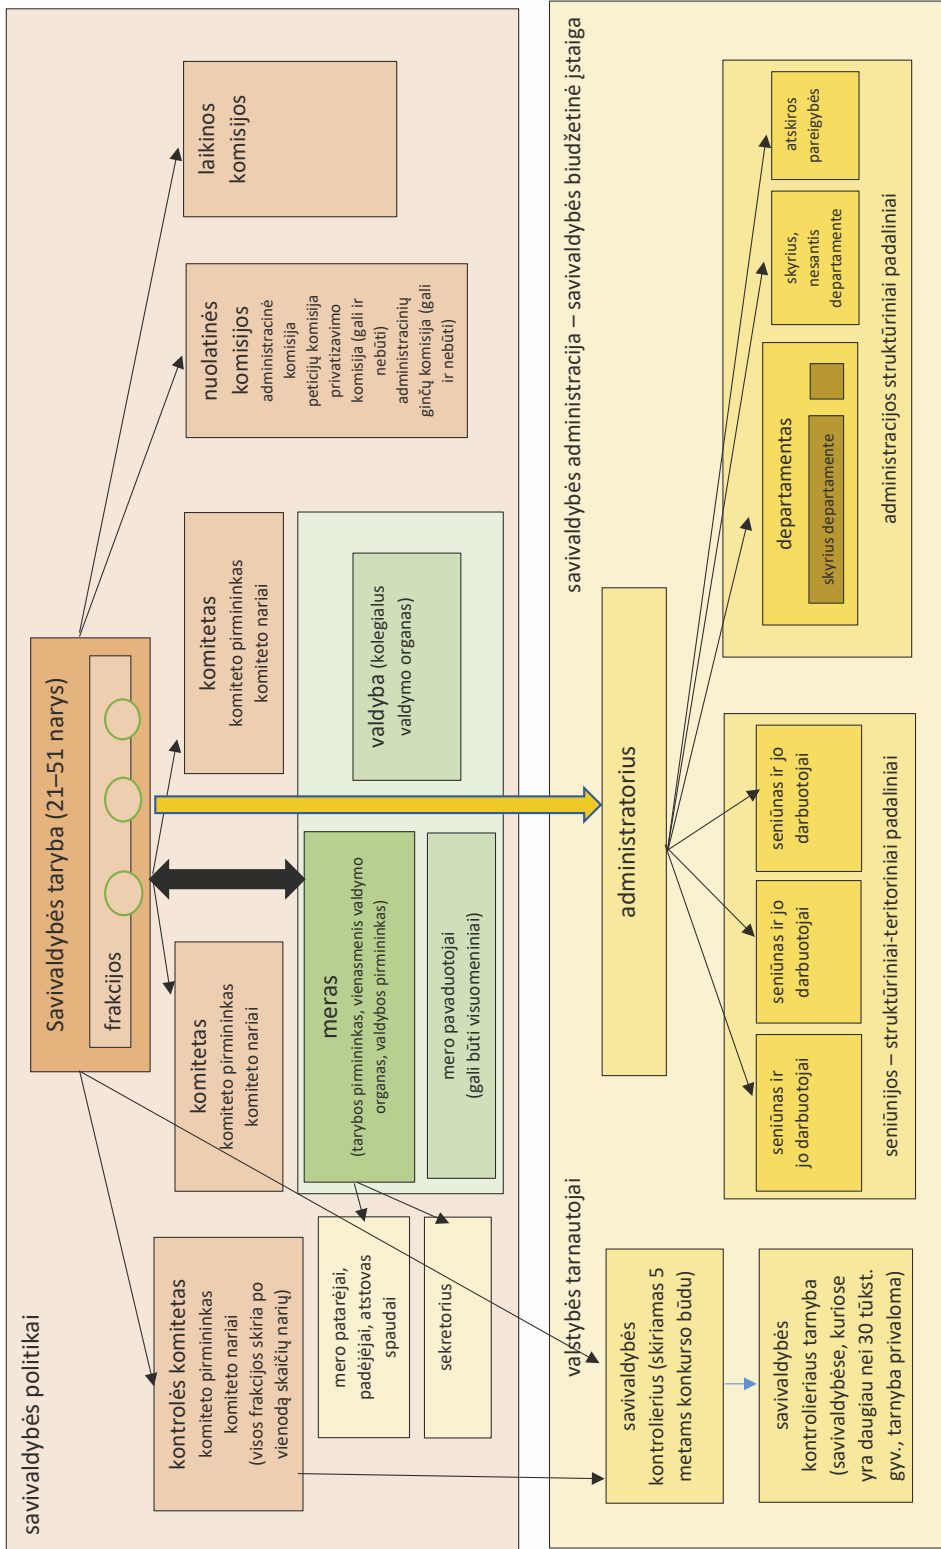 savivaldybės politikai
Savivaldybės taryba (21–51 narys)
frakcijos
kontrolės komitetas
komiteto pirmininkas
komiteto nariai
(visos frakcijos skiria po
vienodą skaičių narių)
komitetas
komiteto pirmininkas
komiteto nariai
komitetas
komiteto pirmininkas
komiteto nariai
nuolatinės
komisijos
administracinė
komisija
peticijų komisija
privatizavimo
komisija (gali ir
nebūti)
administracinių
ginčų komisija (gali
ir nebūti)
laikinos
komisijos
mero patarėjai,
padėjėjai, atstovas
spaudai
sekretorius
meras
(tarybos pirmininkas, vienasmenis valdymo
organas, valdybos pirmininkas)
mero pavaduotojai
(gali būti visuomeniniai)
valdyba (kolegialus
valdymo organas)
valstybės tarnautojai
savivaldybės administracija – savivaldybės biudžetinė įstaiga
savivaldybės
kontrolierius (skiriamas 5
metams konkurso būdu)
savivaldybės
kontrolieriaus tarnyba
(savivaldybėse, kuriose
yra daugiau nei 30 tūkst.
gyv., tarnyba privaloma)
administratorius
seniūnas ir
jo darbuotojai
seniūnas ir jo
darbuotojai
seniūnas ir jo
darbuotojai
seniūnijos – struktūriniai-teritoriniai padaliniai
departamentas
skyrius departamente
skyrius,
nesantis
departamente
atskiros
pareigybės
administracijos struktūriniai padaliniai